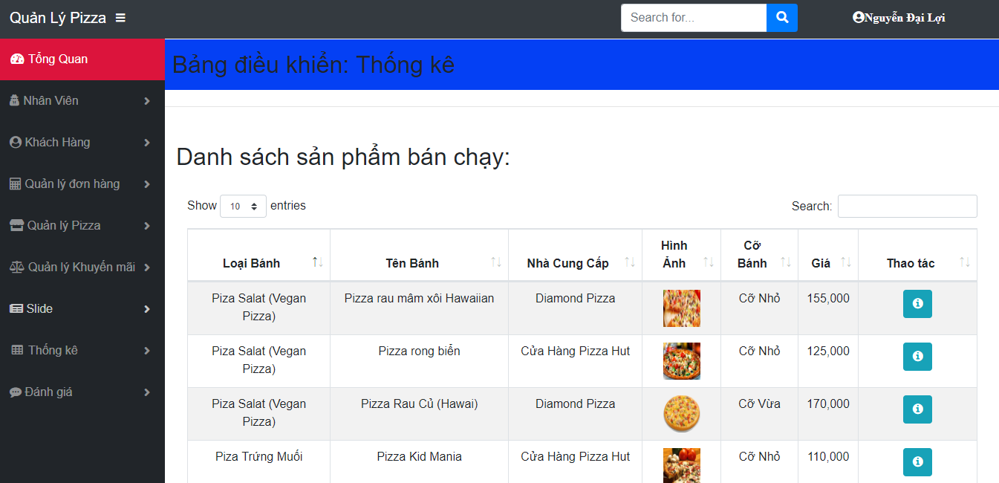 Quản Lý Pizza
Search for...
Nguyễn Đại Lợi
Tổng Quan
Nhân Viên
Khách Hàng
Quản lý đơn hàng
Quản lý Pizza
Quản lý Khuyến mãi
Slide
Thống kê
Đánh giá
Bảng điều khiển: Thống kê
Danh sách sản phẩm bán chạy:
Show 10 entries
Search:
Loại Bánh
Tên Bánh
Nhà Cung Cấp
Hình
Ảnh
Cỡ
Bánh
Giá
Thao tác
Piza Salat (Vegan
Pizza)
Pizza rau mâm xôi Hawaiian
Diamond Pizza
Cỡ Nhỏ
155,000
Piza Salat (Vegan
Pizza)
Pizza rong biển
Cửa Hàng Pizza Hut
Cỡ Nhỏ
125,000
Piza Salat (Vegan
Pizza)
Pizza Rau Củ (Hawai)
Diamond Pizza
Cỡ Vừa
170,000
Piza Trứng Muối
Pizza Kid Mania
Cửa Hàng Pizza Hut
Cỡ Nhỏ
110,000